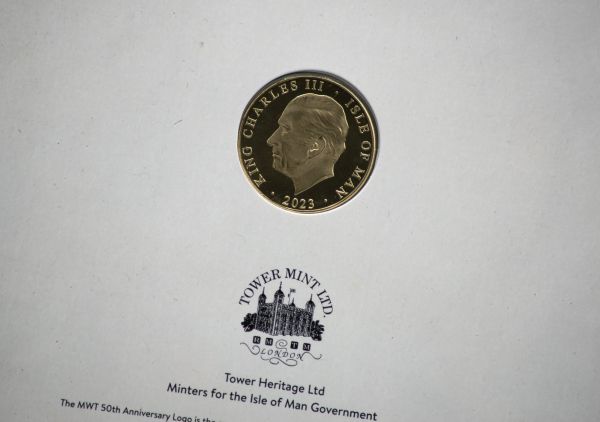 KING CHARLES III · ISLE OF MAN
· 2023 ·
TOWER MINT LTD.
LONDON
Tower Heritage Ltd
Minters for the Isle of Man Government
The MWT 50th Anniversary Logo is the